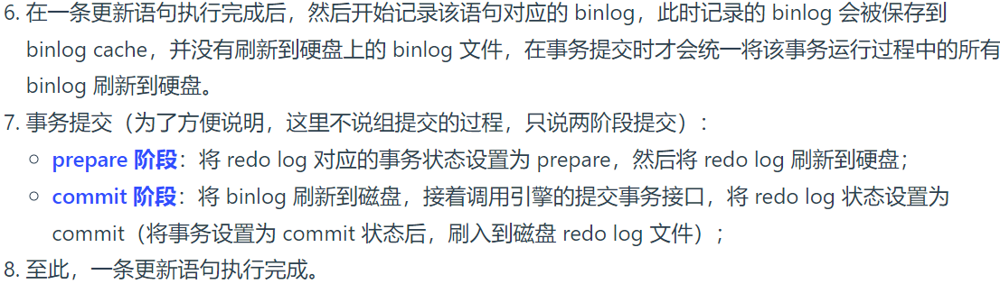 6. 在一条更新语句执行完成后，然后开始记录该语句对应的 binlog，此时记录的 binlog 会被保存到
binlog cache，并没有刷新到硬盘上的 binlog 文件，在事务提交时才会统一将该事务运行过程中的所有
binlog 刷新到硬盘。
7. 事务提交（为了方便说明，这里不说组提交的过程，只说两阶段提交）：
○ prepare 阶段：将 redo log 对应的事务状态设置为 prepare，然后将 redo log 刷新到硬盘；
○ commit 阶段：将 binlog 刷新到磁盘，接着调用引擎的提交事务接口，将 redo log 状态设置为
commit（将事务设置为 commit 状态后，刷入到磁盘 redo log 文件）；
8. 至此，一条更新语句执行完成。